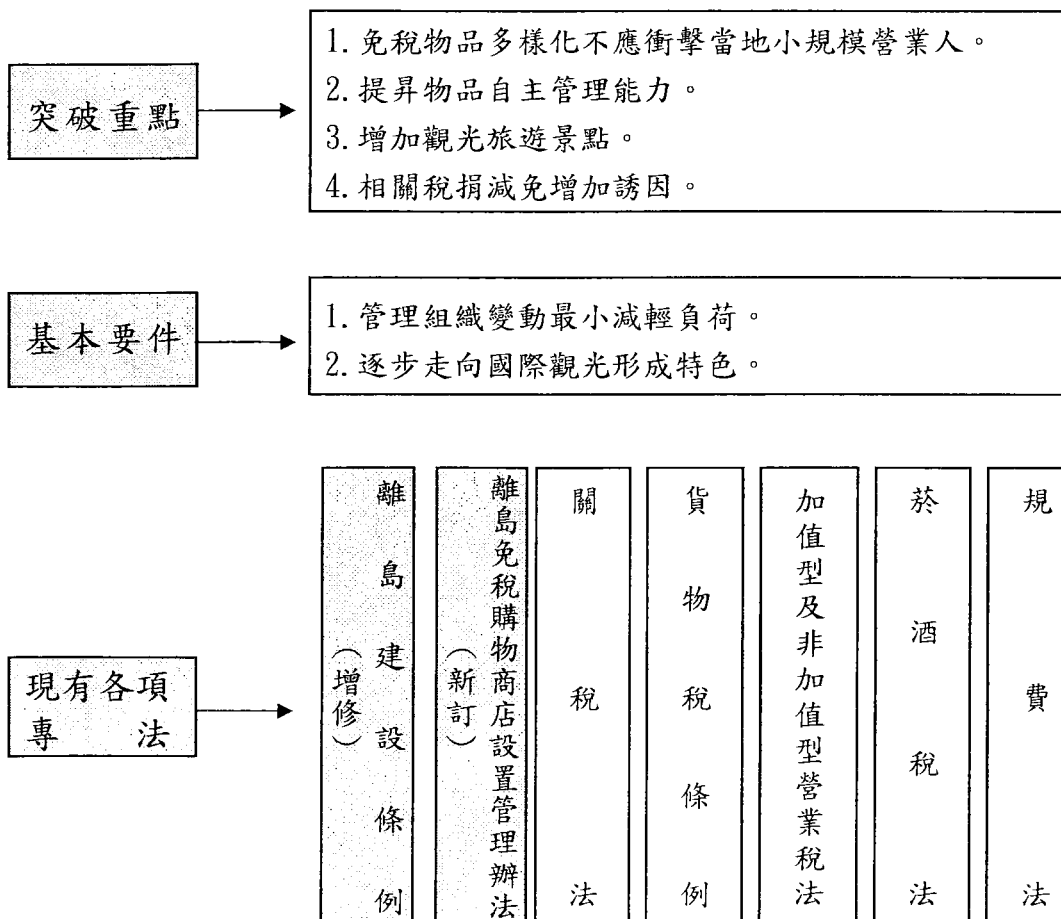 突破重點
1.免稅物品多樣化不應衝擊當地小規模營業人。
2.提昇物品自主管理能力。
3.增加觀光旅遊景點。
4.相關稅捐減免增加誘因。
基本要件
1.管理組織變動最小減輕負荷。
2.逐步走向國際觀光形成特色。
現有各項
專法
離島建設條例
（增修）
離島免稅購物商店設置管理辦法
（新訂）
關稅法
貨物稅條例
加值型及非加值型營業稅法
菸酒稅法
規費法